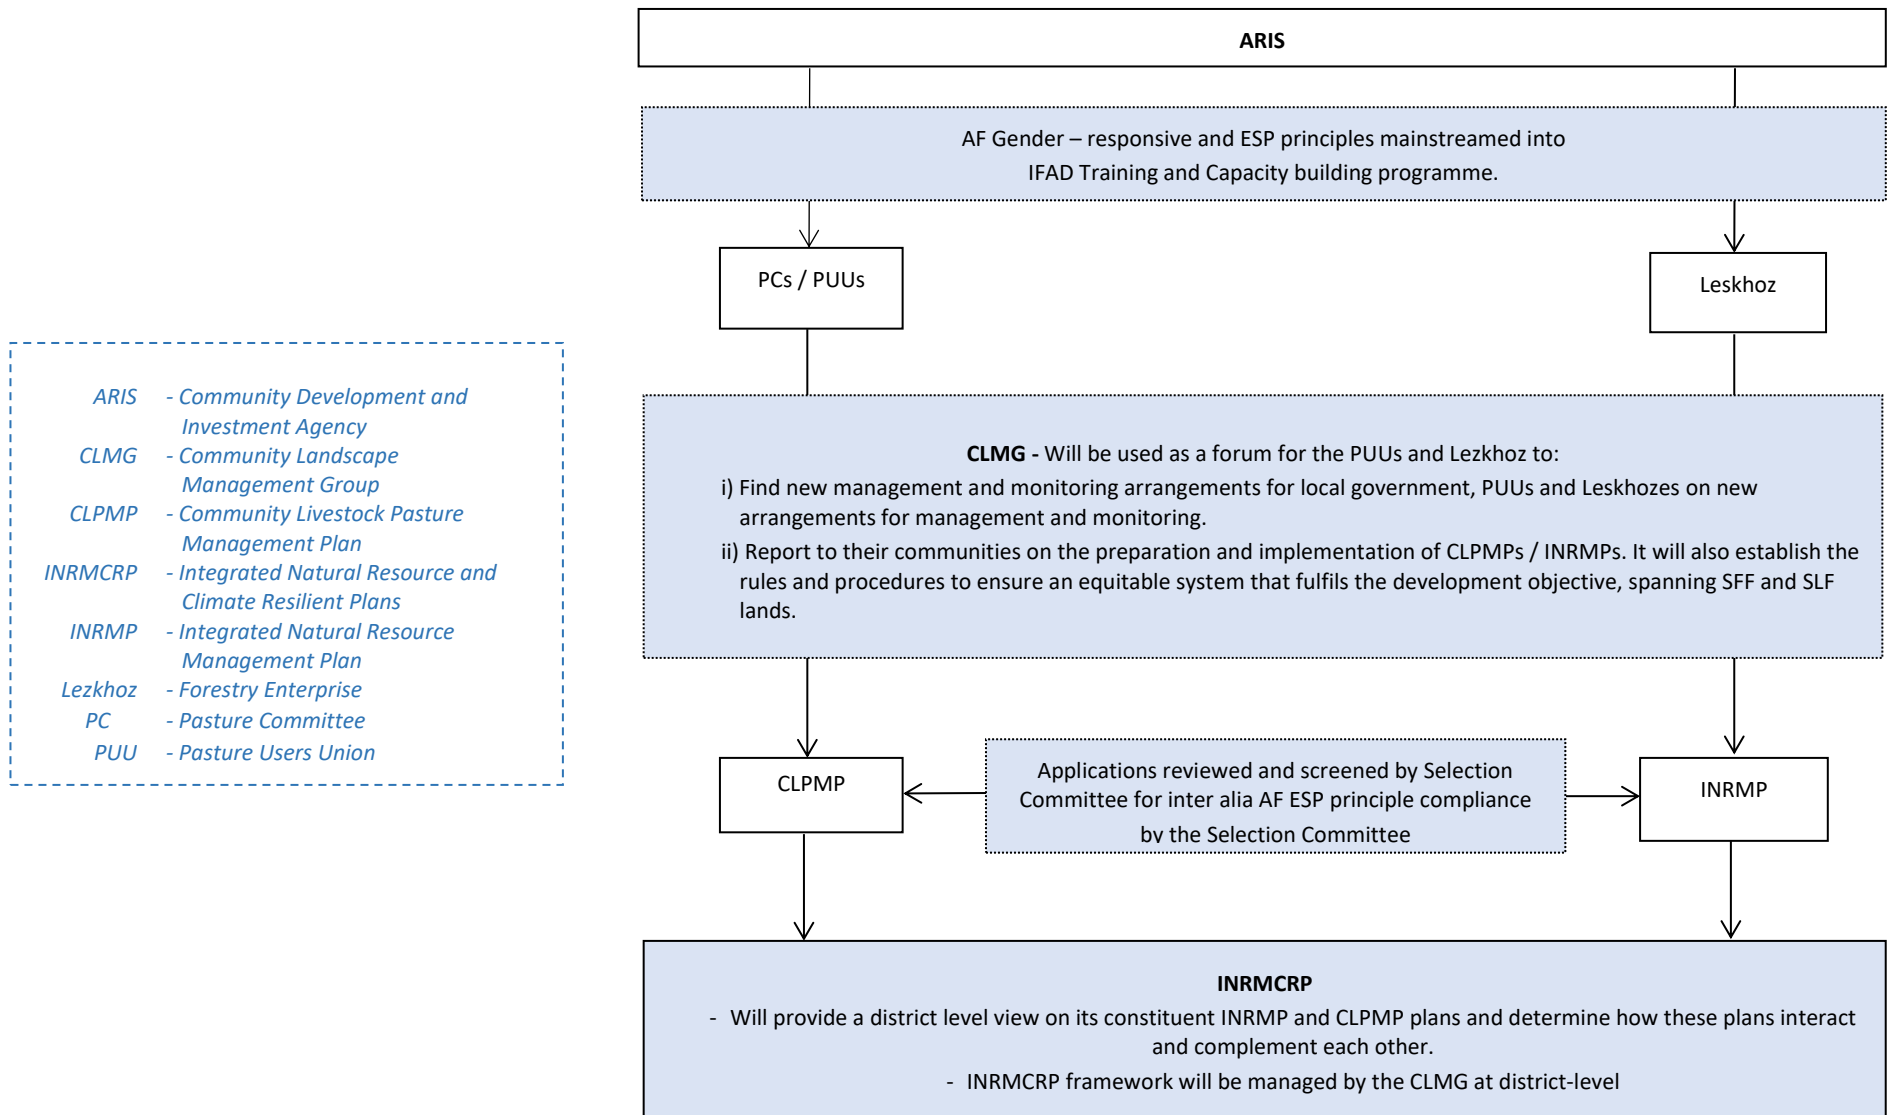 ARIS
AF Gender – responsive and ESP principles mainstreamed into
IFAD Training and Capacity building programme.
PCs / PUUs
Leskhoz
ARIS - Community Development and
Investment Agency
CLMG - Community Landscape
Management Group
CLPMP - Community Livestock Pasture
Management Plan
INRMCRP - Integrated Natural Resource and
Climate Resilient Plans
INRMP - Integrated Natural Resource
Management Plan
Lezkhoz - Forestry Enterprise
PC - Pasture Committee
PUU - Pasture Users Union
CLMG - Will be used as a forum for the PUUs and Lezkhoz to:
i) Find new management and monitoring arrangements for local government, PUUs and Leskhozes on new
arrangements for management and monitoring.
ii) Report to their communities on the preparation and implementation of CLPMPs / INRMPs. It will also establish the
rules and procedures to ensure an equitable system that fulfils the development objective, spanning SFF and SLF
lands.
CLPMP
Applications reviewed and screened by Selection
Committee for inter alia AF ESP principle compliance
by the Selection Committee
INRMP
INRMCRP
- Will provide a district level view on its constituent INRMP and CLPMP plans and determine how these plans interact
and complement each other.
- INRMCRP framework will be managed by the CLMG at district-level